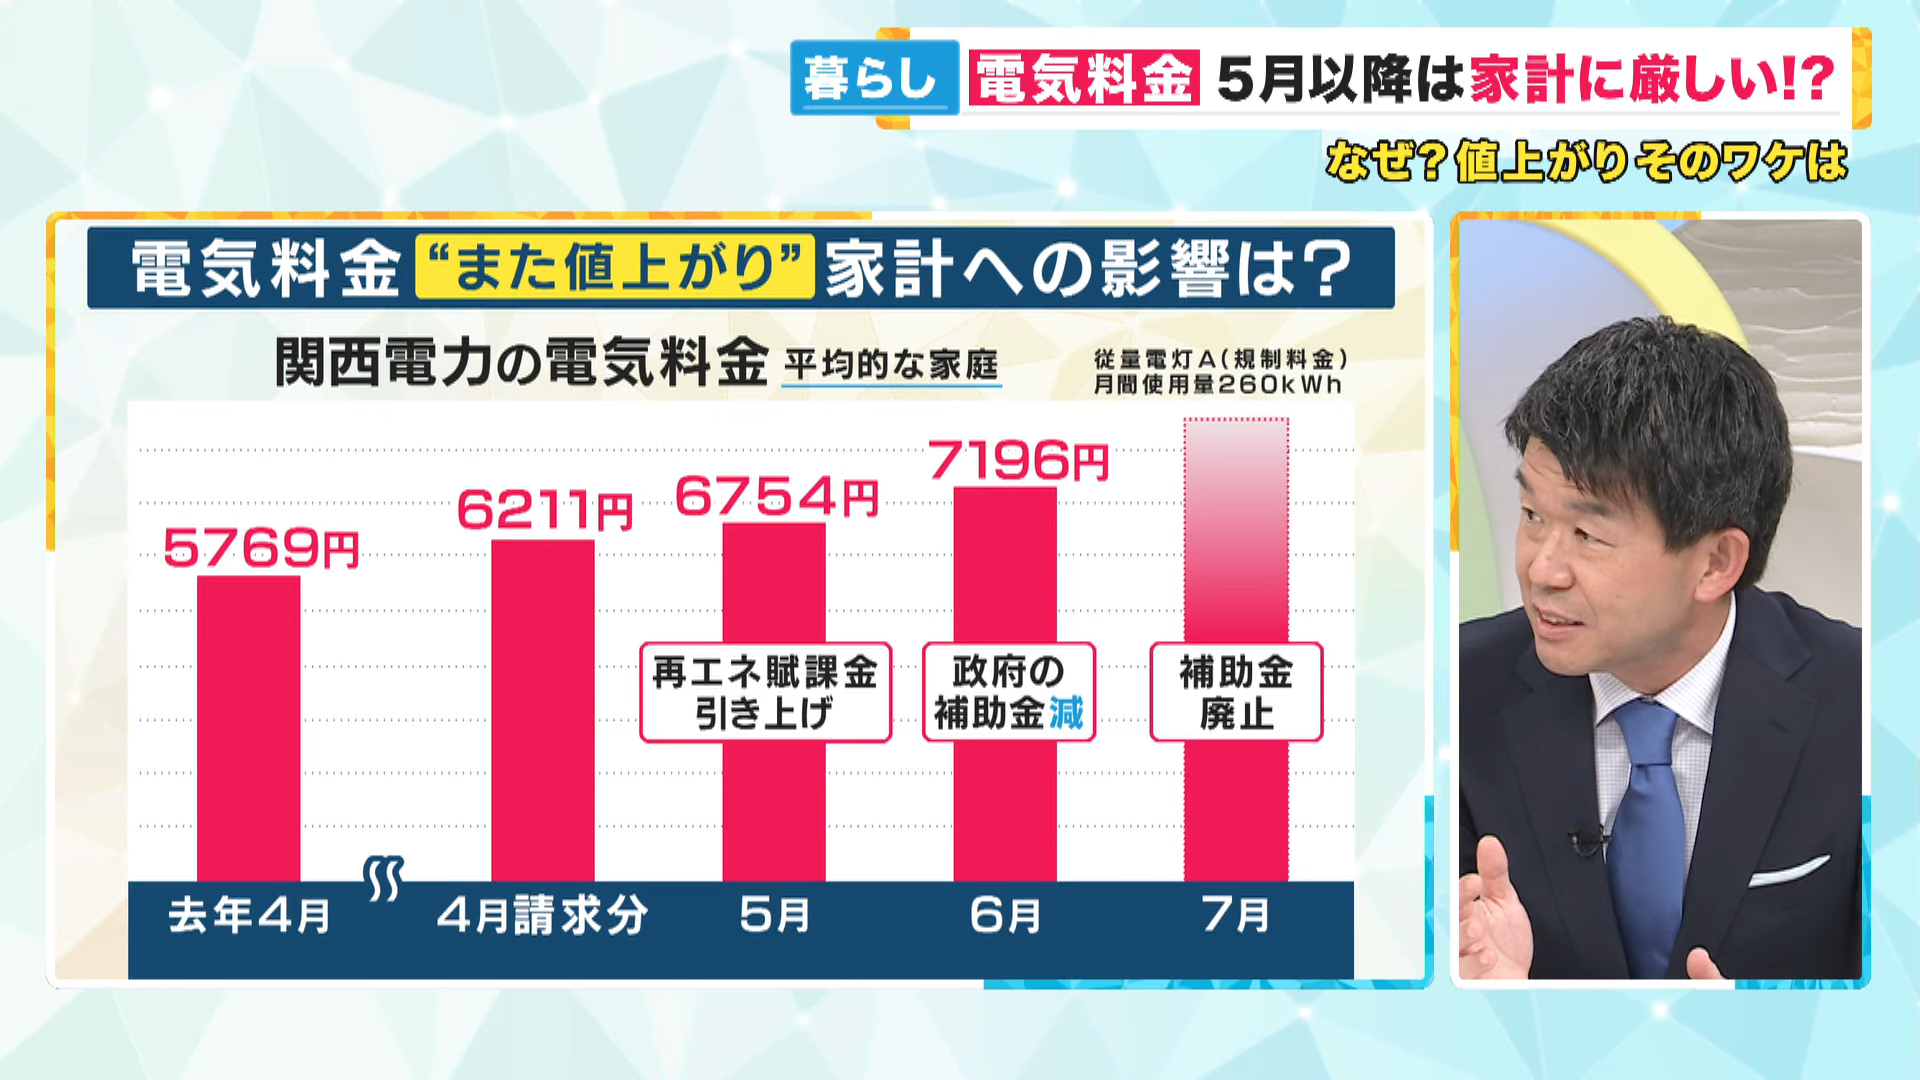 暮らし 電気料金 5月以降は家計に厳しい!?
なぜ?値上がりそのワケは
電気料金“また値上がり”家計への影響は?
関西電力の電気料金 平均的な家庭
従量電灯A(規制料金)
月間使用量260kWh
5769円
6211円
6754円
7196円
再エネ賦課金
引き上げ
政府の
補助金減
補助金
廃止
去年4月
4月請求分
5月
6月
7月